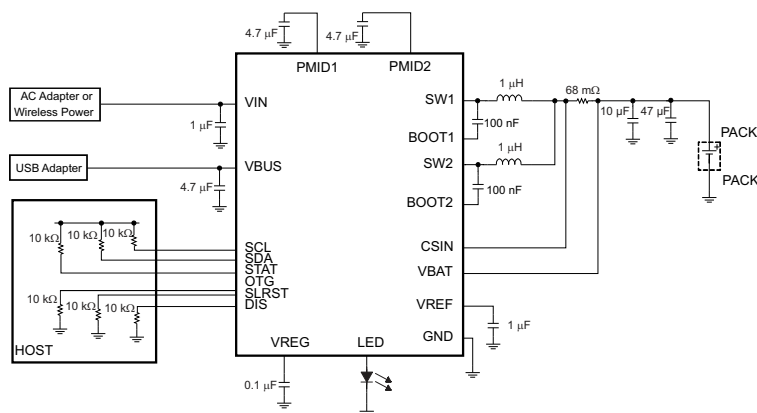 4.7 µF
4.7 µF
PMID1
PMID2
AC Adapter or
Wireless Power
VIN
1 µF
USB Adapter
VBUS
4.7 µF
10 kΩ
10 kΩ
10 kΩ
SCL
SDA
STAT
OTG
SLRST
DIS
10 kΩ
10 kΩ
10 kΩ
HOST
VREG
LED
0.1 µF
SW1
1 µH
68 mΩ
100 nF
BOOT1
1 µH
SW2
100 nF
BOOT2
10 µF
47 µF
PACK
+
PACK
CSIN
VBAT
VREF
1 µF
GND